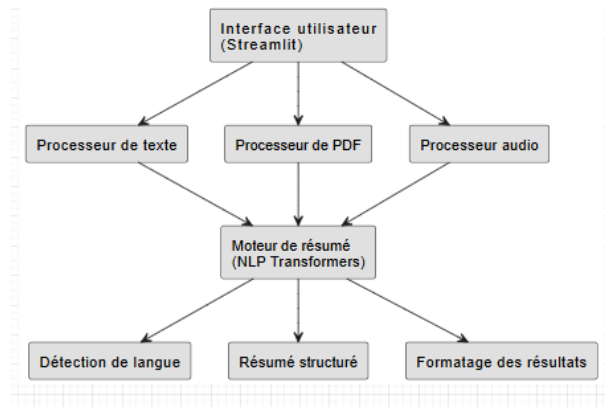 Interface utilisateur
(Streamlit)
Processeur de texte
Processeur de PDF
Processeur audio
Moteur de résumé
(NLP Transformers)
Détection de langue
Résumé structuré
Formatage des résultats